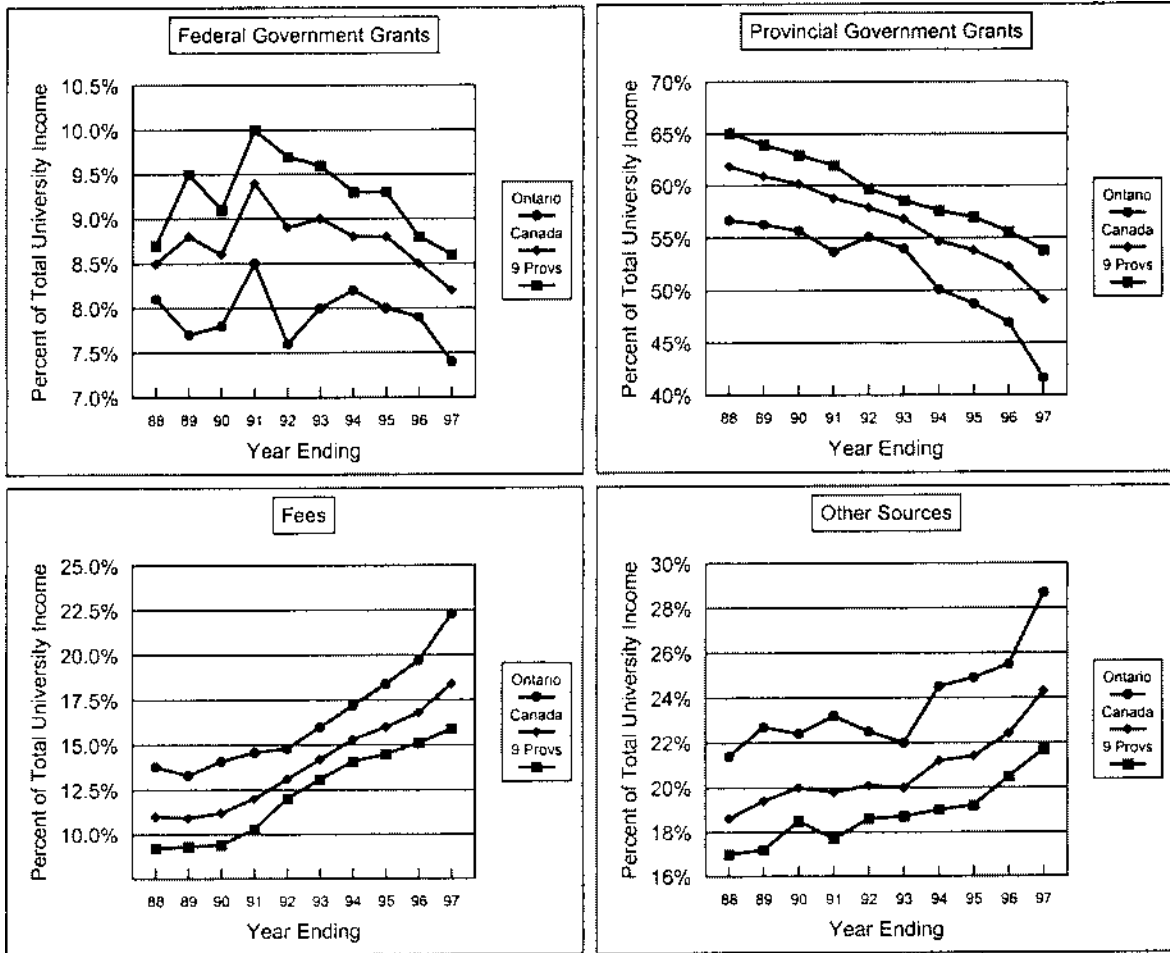 Federal Government Grants
Percent of Total University Income
10.5%
10.0%
9.5%
9.0%
8.5%
8.0%
7.5%
7.0%
88 89 90 91 92 93 94 95 96 97
Year Ending
Ontario
Canada
9 Provs
Provincial Government Grants
Percent of Total University Income
70%
65%
60%
55%
50%
45%
40%
88 89 90 91 92 93 94 95 96 97
Year Ending
Ontario
Canada
9 Provs
Fees
Percent of Total University Income
25.0%
22.5%
20.0%
17.5%
15.0%
12.5%
10.0%
88 89 90 91 92 93 94 95 96 97
Year Ending
Ontario
Canada
9 Provs
Other Sources
Percent of Total University Income
30%
28%
26%
24%
22%
20%
18%
16%
88 89 90 91 92 93 94 95 96 97
Year Ending
Ontario
Canada
9 Provs